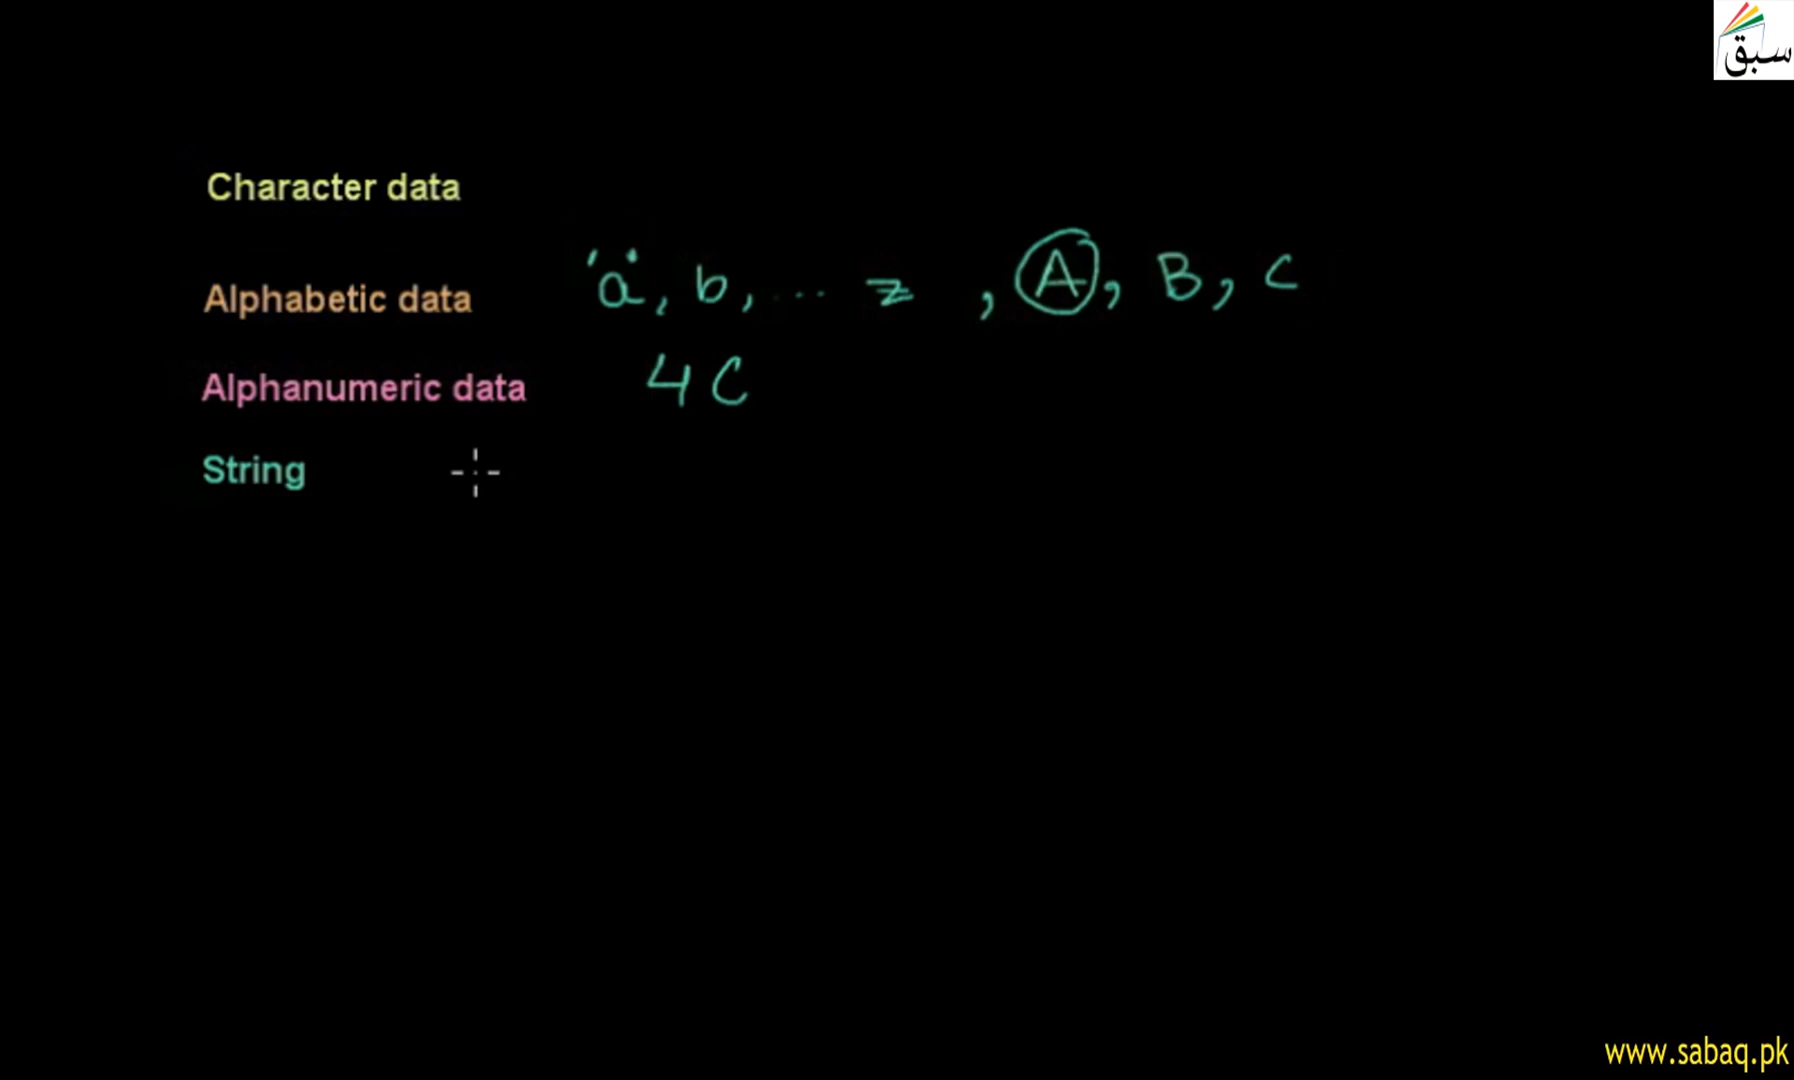 سبق
Character data
Alphabetic data 'a', b, ... z , A, B, C
Alphanumeric data 4C
String
www.sabaq.pk